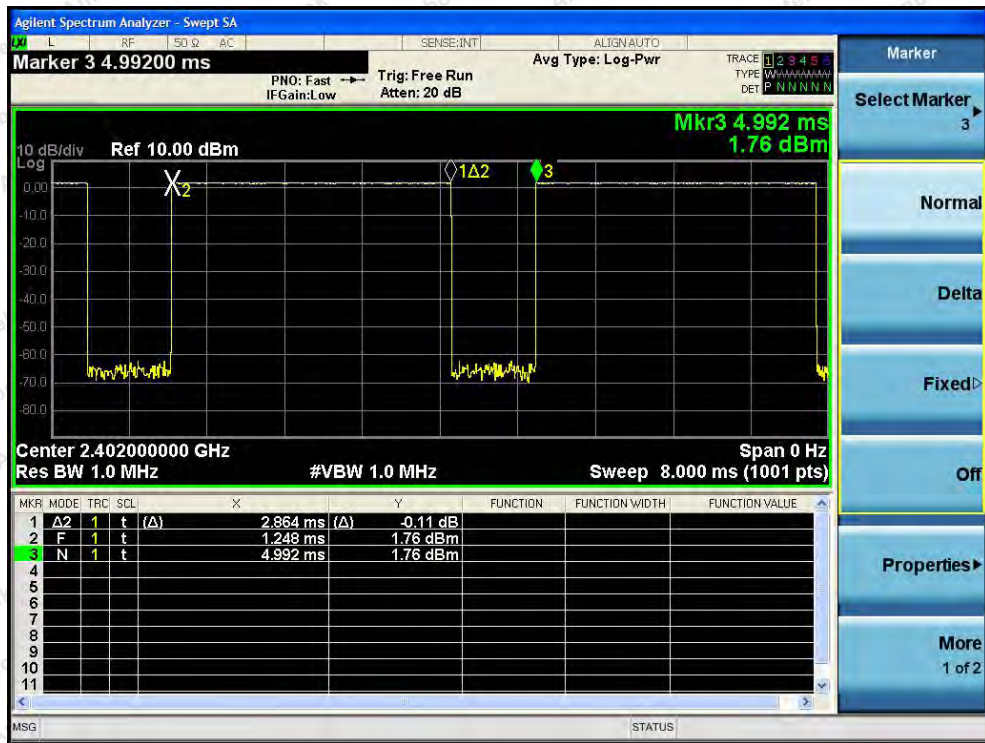 Agilent Spectrum Analyzer - Swept SA
LXI L RF 50 Ω AC SENSE:INT ALIGNAUTO
Marker 3 4.99200 ms
PNO: Fast
IFGain:Low
Trig: Free Run
Atten: 20 dB
Avg Type: Log-Pwr
TRACE 1 2 3 4 5 6
TYPE W
DET P N N N N N
Mkr3 4.992 ms
1.76 dBm
10 dB/div Ref 10.00 dBm
Log
1Δ2
3
2
0.00
-10.0
-20.0
-30.0
-40.0
-50.0
-60.0
-70.0
-80.0
Center 2.402000000 GHz Span 0 Hz
Res BW 1.0 MHz #VBW 1.0 MHz Sweep 8.000 ms (1001 pts)
MKR MODE TRC SCL X Y FUNCTION FUNCTION WIDTH FUNCTION VALUE
1 Δ2 1 t (Δ) 2.864 ms (Δ) -0.11 dB
2 F 1 t 1.248 ms 1.76 dBm
3 N 1 t 4.992 ms 1.76 dBm
4
5
6
7
8
9
10
11
MSG STATUS
Marker
Select Marker
3
Normal
Delta
Fixed
Off
Properties
More
1 of 2